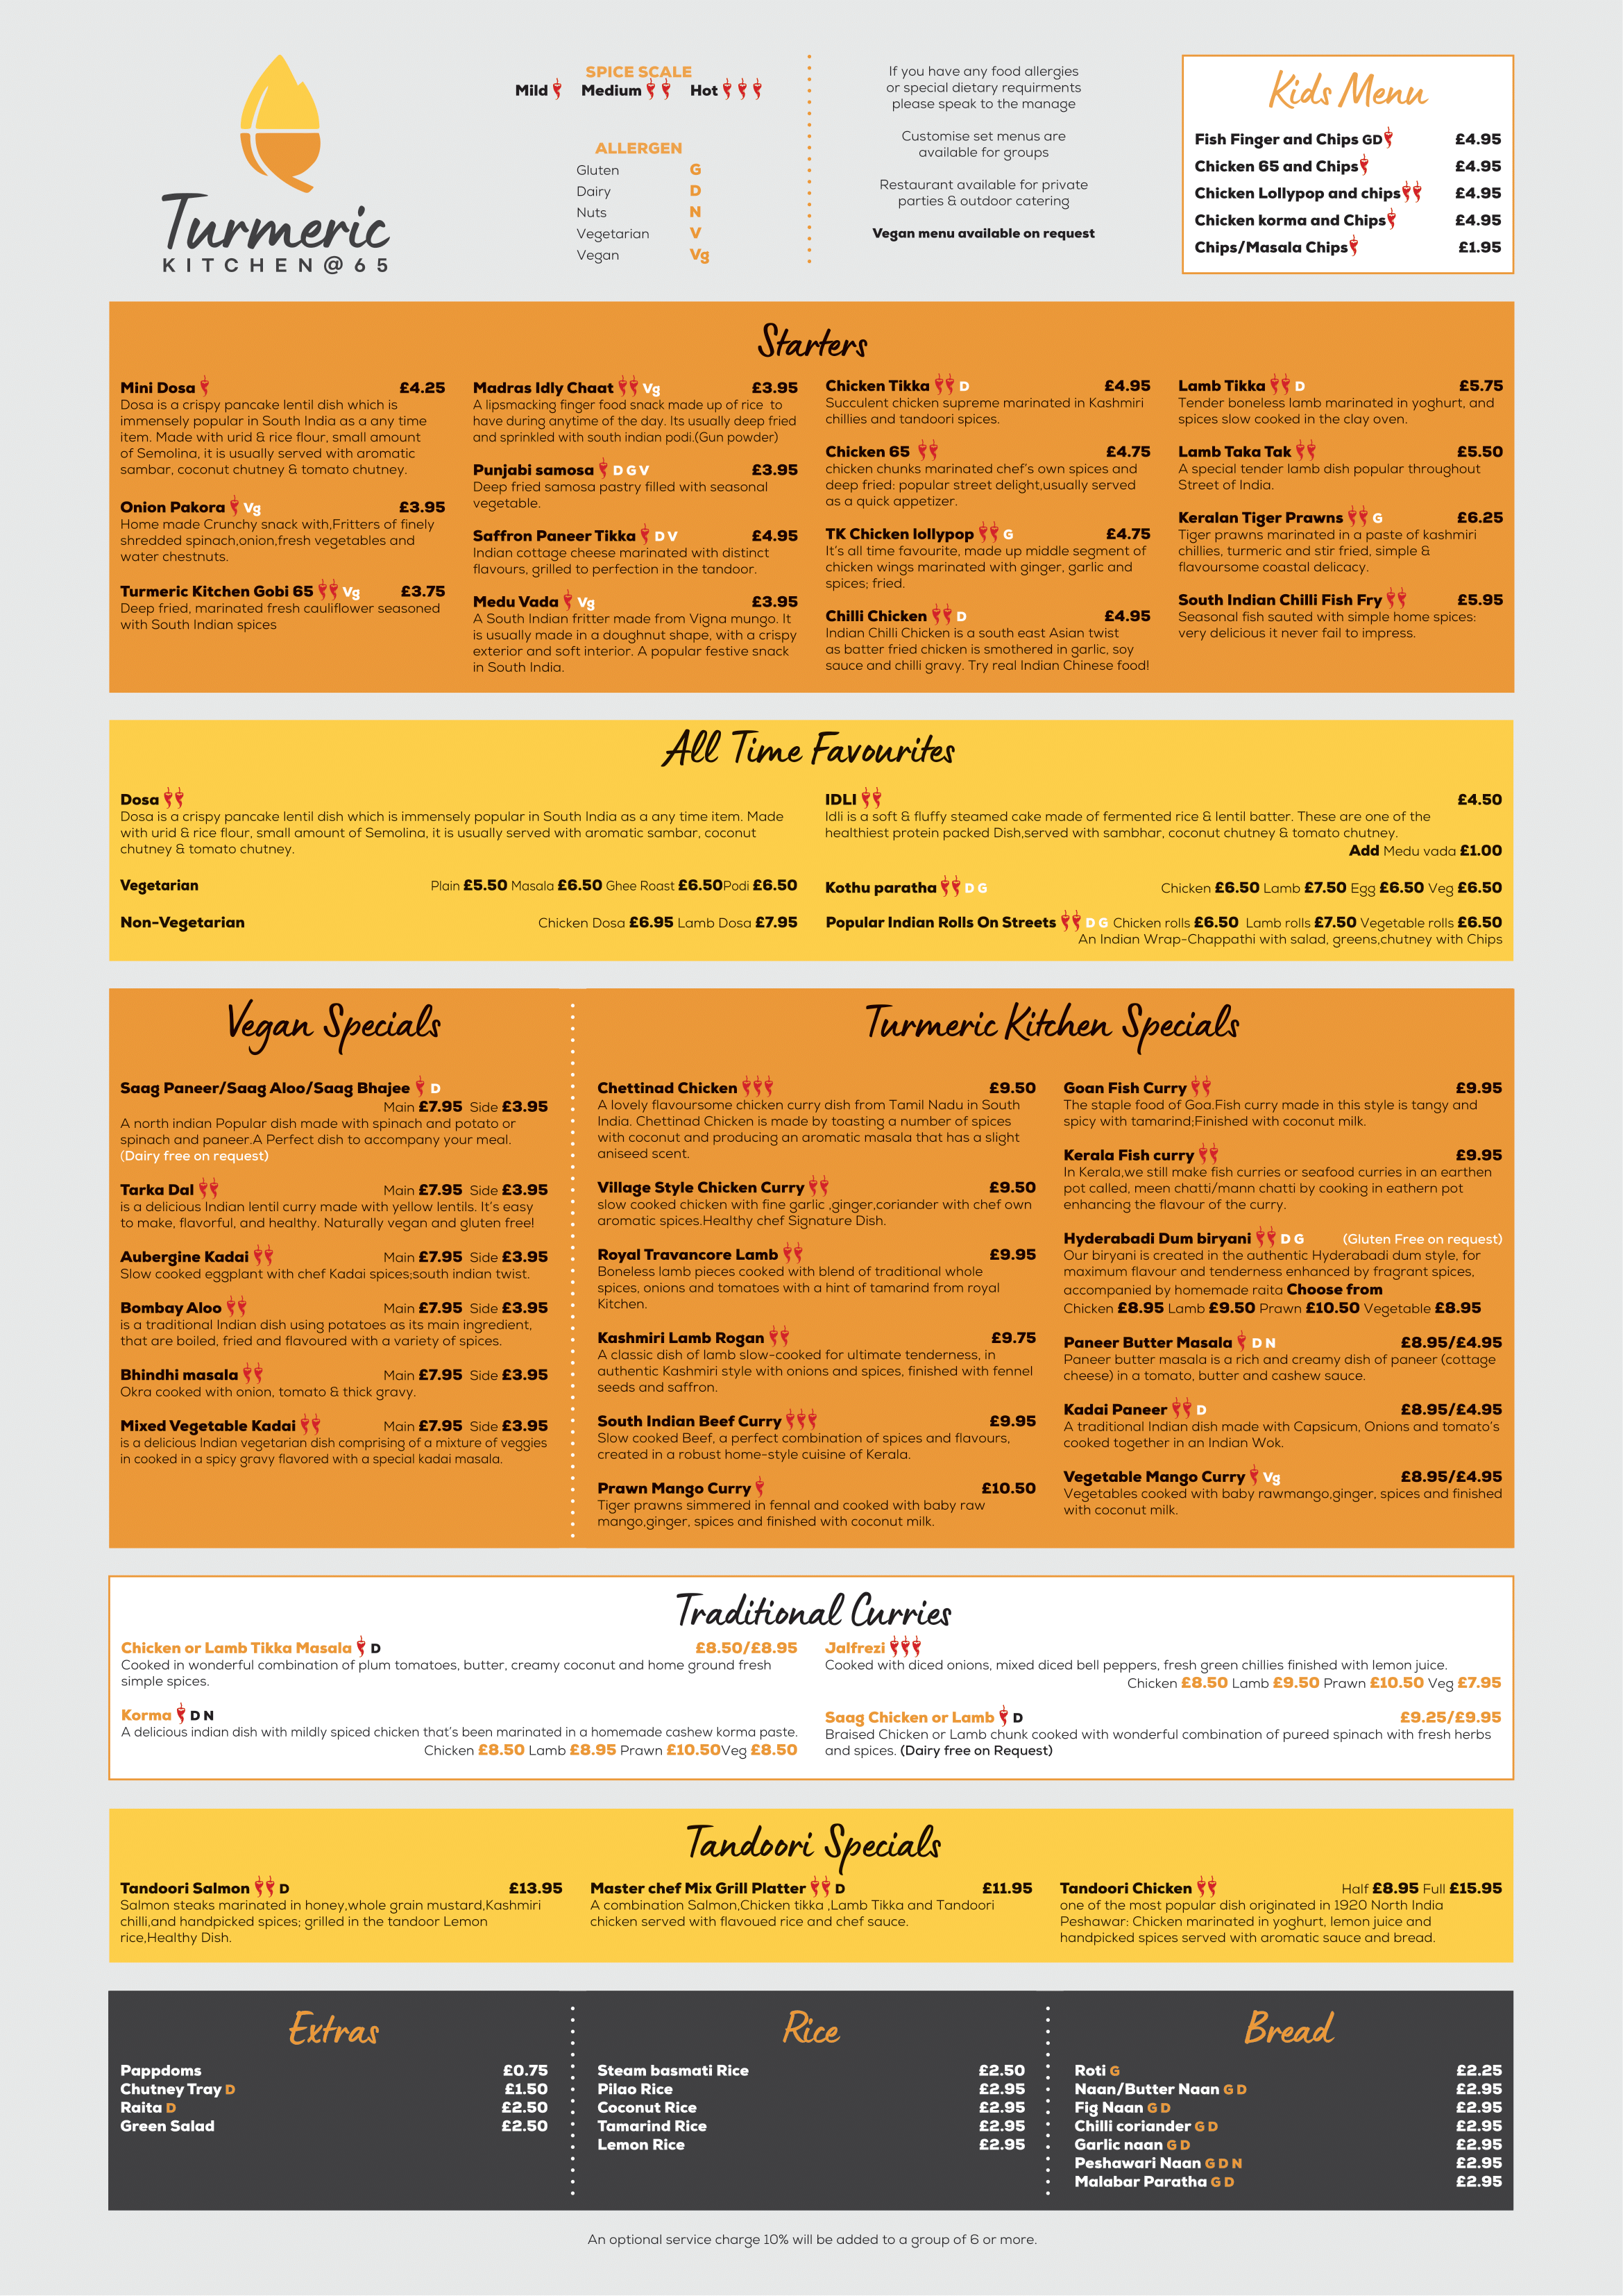 Turmeric
KITCHEN@65
SPICE SCALE
Mild Medium Hot
ALLERGEN
Gluten G
Dairy D
Nuts N
Vegetarian V
Vegan Vg
If you have any food allergies
or special dietary requirments
please speak to the manage
Customise set menus are
available for groups
Restaurant available for private
parties & outdoor catering
Vegan menu available on request
Kids Menu
Fish Finger and Chips GD £4.95
Chicken 65 and Chips £4.95
Chicken Lollypop and chips £4.95
Chicken korma and Chips £4.95
Chips/Masala Chips £1.95
Starters
Mini Dosa £4.25
Dosa is a crispy pancake lentil dish which is
immensely popular in South India as a any time
item. Made with urid & rice flour, small amount
of Semolina, it is usually served with aromatic
sambar, coconut chutney & tomato chutney.
Onion Pakora Vg £3.95
Home made Crunchy snack with,Fritters of finely
shredded spinach,onion,fresh vegetables and
water chestnuts.
Turmeric Kitchen Gobi 65 Vg £3.75
Deep fried, marinated fresh cauliflower seasoned
with South Indian spices
Madras Idly Chaat Vg £3.95
A lipsmacking finger food snack made up of rice to
have during anytime of the day. Its usually deep fried
and sprinkled with south indian podi.(Gun powder)
Punjabi samosa D G V £3.95
Deep fried samosa pastry filled with seasonal
vegetable.
Saffron Paneer Tikka D V £4.95
Indian cottage cheese marinated with distinct
flavours, grilled to perfection in the tandoor.
Medu Vada Vg £3.95
A South Indian fritter made from Vigna mungo. It
is usually made in a doughnut shape, with a crispy
exterior and soft interior. A popular festive snack
in South India.
Chicken Tikka D £4.95
Succulent chicken supreme marinated in Kashmiri
chillies and tandoori spices.
Chicken 65 £4.75
chicken chunks marinated chef's own spices and
deep fried: popular street delight,usually served
as a quick appetizer.
TK Chicken lollypop G £4.75
It's all time favourite, made up middle segment of
chicken wings marinated with ginger, garlic and
spices; fried.
Chilli Chicken D £4.95
Indian Chilli Chicken is a south east Asian twist
as batter fried chicken is smothered in garlic, soy
sauce and chilli gravy. Try real Indian Chinese food!
Lamb Tikka D £5.75
Tender boneless lamb marinated in yoghurt, and
spices slow cooked in the clay oven.
Lamb Taka Tak £5.50
A special tender lamb dish popular throughout
Street of India.
Keralan Tiger Prawns G £6.25
Tiger prawns marinated in a paste of kashmiri
chillies, turmeric and stir fried, simple &
flavoursome coastal delicacy.
South Indian Chilli Fish Fry £5.95
Seasonal fish sauted with simple home spices:
very delicious it never fail to impress.
All Time Favourites
Dosa
Dosa is a crispy pancake lentil dish which is immensely popular in South India as a any time item. Made
with urid & rice flour, small amount of Semolina, it is usually served with aromatic sambar, coconut
chutney & tomato chutney.
Vegetarian Plain £5.50 Masala £6.50 Ghee Roast £6.50Podi £6.50
Non-Vegetarian Chicken Dosa £6.95 Lamb Dosa £7.95
IDLI £4.50
Idli is a soft & fluffy steamed cake made of fermented rice & lentil batter. These are one of the
healthiest protein packed Dish,served with sambhar, coconut chutney & tomato chutney.
Add Medu vada £1.00
Kothu paratha D G Chicken £6.50 Lamb £7.50 Egg £6.50 Veg £6.50
Popular Indian Rolls On Streets D G Chicken rolls £6.50 Lamb rolls £7.50 Vegetable rolls £6.50
An Indian Wrap-Chappathi with salad, greens,chutney with Chips
Vegan Specials
Saag Paneer/Saag Aloo/Saag Bhajee D
Main £7.95 Side £3.95
A north indian Popular dish made with spinach and potato or
spinach and paneer.A Perfect dish to accompany your meal.
(Dairy free on request)
Tarka Dal Main £7.95 Side £3.95
is a delicious Indian lentil curry made with yellow lentils. It's easy
to make, flavorful, and healthy. Naturally vegan and gluten free!
Aubergine Kadai Main £7.95 Side £3.95
Slow cooked eggplant with chef Kadai spices;south indian twist.
Bombay Aloo Main £7.95 Side £3.95
is a traditional Indian dish using potatoes as its main ingredient,
that are boiled, fried and flavoured with a variety of spices.
Bhindhi masala Main £7.95 Side £3.95
Okra cooked with onion, tomato & thick gravy.
Mixed Vegetable Kadai Main £7.95 Side £3.95
is a delicious Indian vegetarian dish comprising of a mixture of veggies
in cooked in a spicy gravy flavored with a special kadai masala.
Turmeric Kitchen Specials
Chettinad Chicken £9.50
A lovely flavoursome chicken curry dish from Tamil Nadu in South
India. Chettinad Chicken is made by toasting a number of spices
with coconut and producing an aromatic masala that has a slight
aniseed scent.
Village Style Chicken Curry £9.50
slow cooked chicken with fine garlic ,ginger,coriander with chef own
aromatic spices.Healthy chef Signature Dish.
Royal Travancore Lamb £9.95
Boneless lamb pieces cooked with blend of traditional whole
spices, onions and tomatoes with a hint of tamarind from royal
Kitchen.
Kashmiri Lamb Rogan £9.75
A classic dish of lamb slow-cooked for ultimate tenderness, in
authentic Kashmiri style with onions and spices, finished with fennel
seeds and saffron.
South Indian Beef Curry £9.95
Slow cooked Beef, a perfect combination of spices and flavours,
created in a robust home-style cuisine of Kerala.
Prawn Mango Curry £10.50
Tiger prawns simmered in fennal and cooked with baby raw
mango,ginger, spices and finished with coconut milk.
Goan Fish Curry £9.95
The staple food of Goa.Fish curry made in this style is tangy and
spicy with tamarind;Finished with coconut milk.
Kerala Fish curry £9.95
In Kerala,we still make fish curries or seafood curries in an earthen
pot called, meen chatti/mann chatti by cooking in eathern pot
enhancing the flavour of the curry.
Hyderabadi Dum biryani D G (Gluten Free on request)
Our biryani is created in the authentic Hyderabadi dum style, for
maximum flavour and tenderness enhanced by fragrant spices,
accompanied by homemade raita Choose from
Chicken £8.95 Lamb £9.50 Prawn £10.50 Vegetable £8.95
Paneer Butter Masala D N £8.95/£4.95
Paneer butter masala is a rich and creamy dish of paneer (cottage
cheese) in a tomato, butter and cashew sauce.
Kadai Paneer D £8.95/£4.95
A traditional Indian dish made with Capsicum, Onions and tomato's
cooked together in an Indian Wok.
Vegetable Mango Curry Vg £8.95/£4.95
Vegetables cooked with baby rawmango,ginger, spices and finished
with coconut milk.
Traditional Curries
Chicken or Lamb Tikka Masala D £8.50/£8.95
Cooked in wonderful combination of plum tomatoes, butter, creamy coconut and home ground fresh
simple spices.
Korma D N
A delicious indian dish with mildly spiced chicken that's been marinated in a homemade cashew korma paste.
Chicken £8.50 Lamb £8.95 Prawn £10.50Veg £8.50
Jalfrezi
Cooked with diced onions, mixed diced bell peppers, fresh green chillies finished with lemon juice.
Chicken £8.50 Lamb £9.50 Prawn £10.50 Veg £7.95
Saag Chicken or Lamb D £9.25/£9.95
Braised Chicken or Lamb chunk cooked with wonderful combination of pureed spinach with fresh herbs
and spices. (Dairy free on Request)
Tandoori Specials
Tandoori Salmon D £13.95
Salmon steaks marinated in honey,whole grain mustard,Kashmiri
chilli,and handpicked spices; grilled in the tandoor Lemon
rice,Healthy Dish.
Master chef Mix Grill Platter D £11.95
A combination Salmon,Chicken tikka ,Lamb Tikka and Tandoori
chicken served with flavoued rice and chef sauce.
Tandoori Chicken Half £8.95 Full £15.95
one of the most popular dish originated in 1920 North India
Peshawar: Chicken marinated in yoghurt, lemon juice and
handpicked spices served with aromatic sauce and bread.
Extras
Pappdoms £0.75
Chutney Tray D £1.50
Raita D £2.50
Green Salad £2.50
Rice
Steam basmati Rice £2.50
Pilao Rice £2.95
Coconut Rice £2.95
Tamarind Rice £2.95
Lemon Rice £2.95
Bread
Roti G £2.25
Naan/Butter Naan G D £2.95
Fig Naan G D £2.95
Chilli coriander G D £2.95
Garlic naan G D £2.95
Peshawari Naan G D N £2.95
Malabar Paratha G D £2.95
An optional service charge 10% will be added to a group of 6 or more.